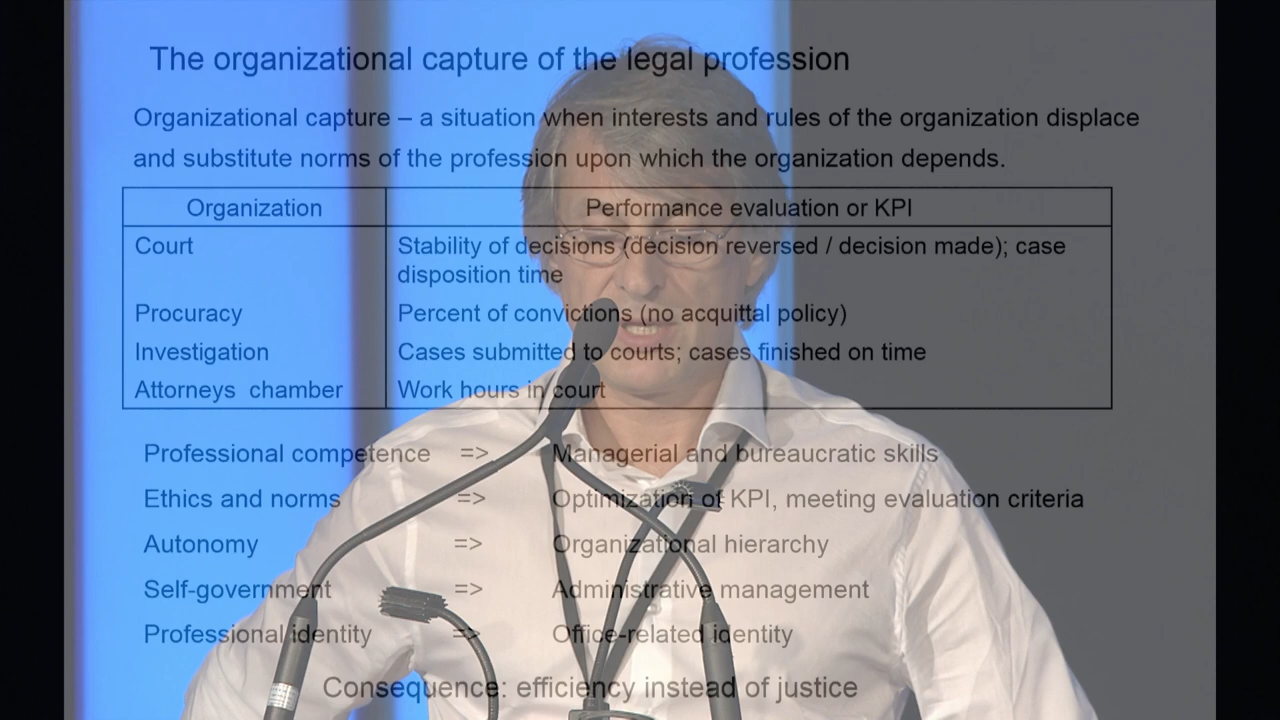 The organizational capture of the legal profession
Organizational capture – a situation when interests and rules of the organization displace
and substitute norms of the profession upon which the organization depends.
Organization Performance evaluation or KPI
Court Stability of decisions (decision reversed / decision made); case
disposition time
Procuracy Percent of convictions (no acquittal policy)
Investigation Cases submitted to courts; cases finished on time
Attorneys chamber Work hours in court
Professional competence => Managerial and bureaucratic skills
Ethics and norms => Optimization of KPI, meeting evaluation criteria
Autonomy => Organizational hierarchy
Self-government => Administrative management
Professional identity => Office-related identity
Consequence: efficiency instead of justice